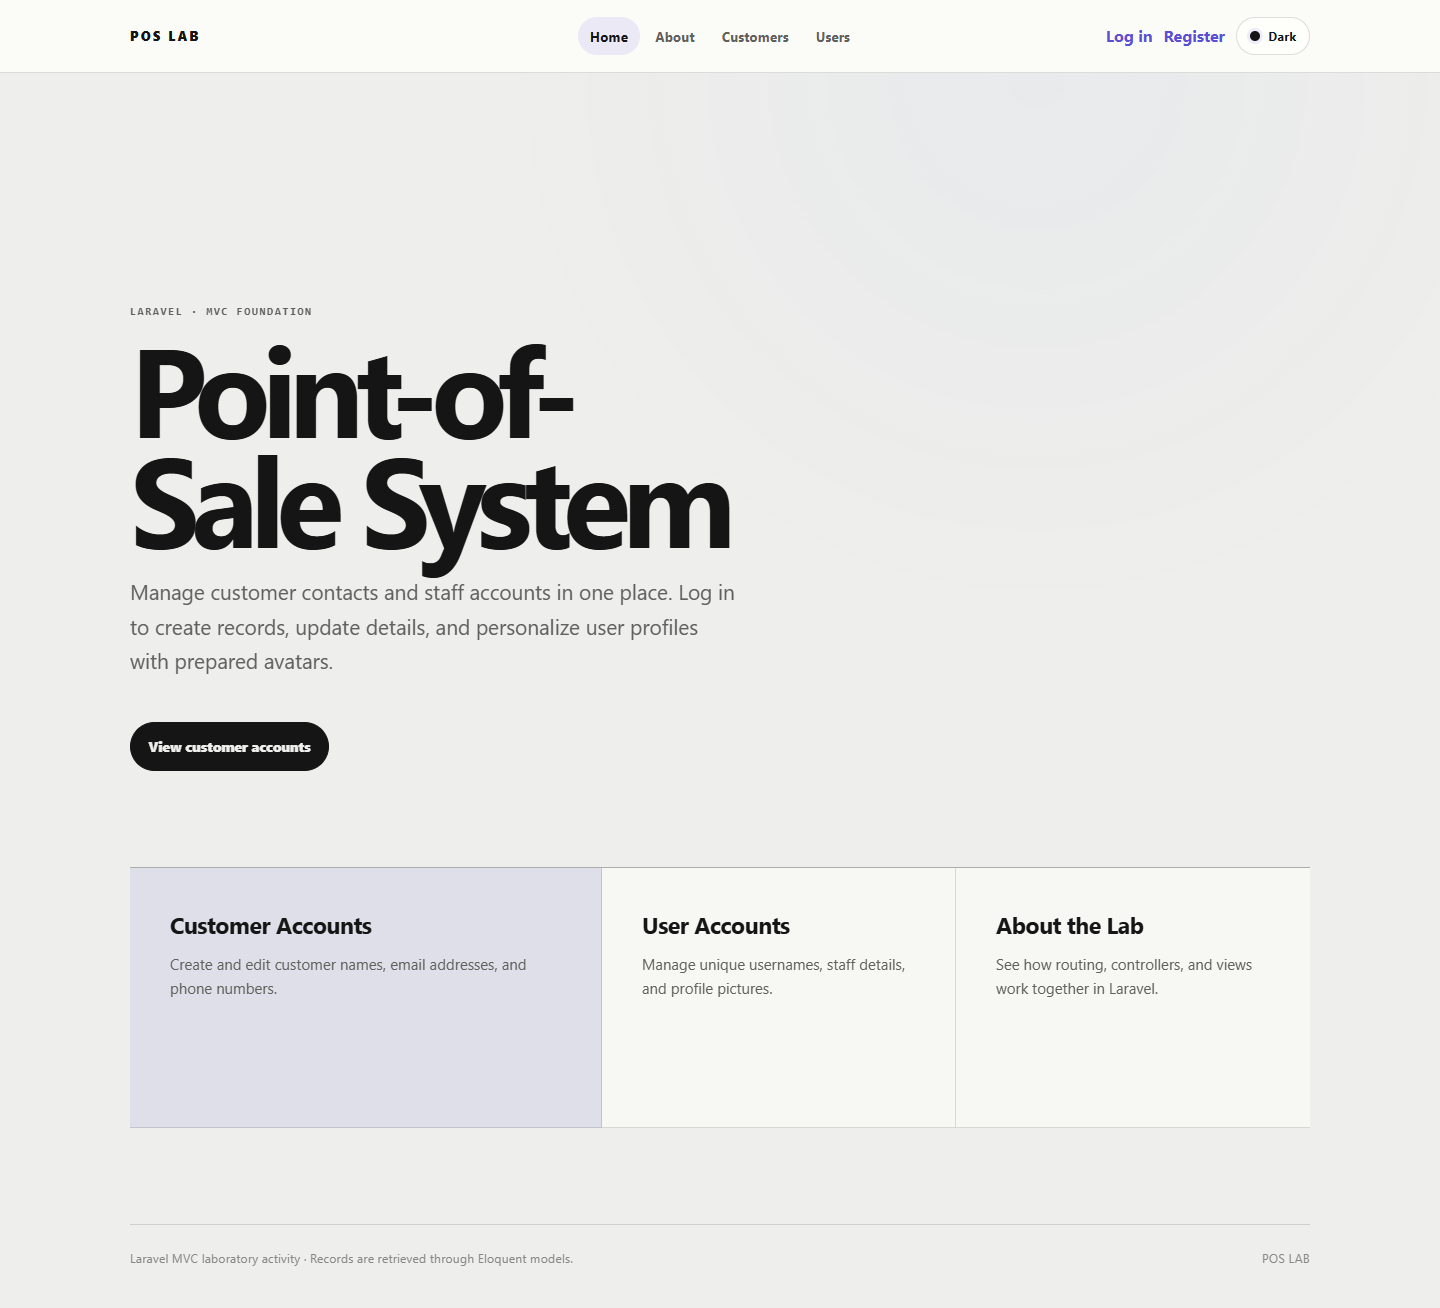 POS LAB
Home About Customers Users
Log in Register Dark
LARAVEL · MVC FOUNDATION
Point-of-
Sale System
Manage customer contacts and staff accounts in one place. Log in
to create records, update details, and personalize user profiles
with prepared avatars.
View customer accounts
Customer Accounts
Create and edit customer names, email addresses, and
phone numbers.
User Accounts
Manage unique usernames, staff details,
and profile pictures.
About the Lab
See how routing, controllers, and views
work together in Laravel.
Laravel MVC laboratory activity · Records are retrieved through Eloquent models.
POS LAB